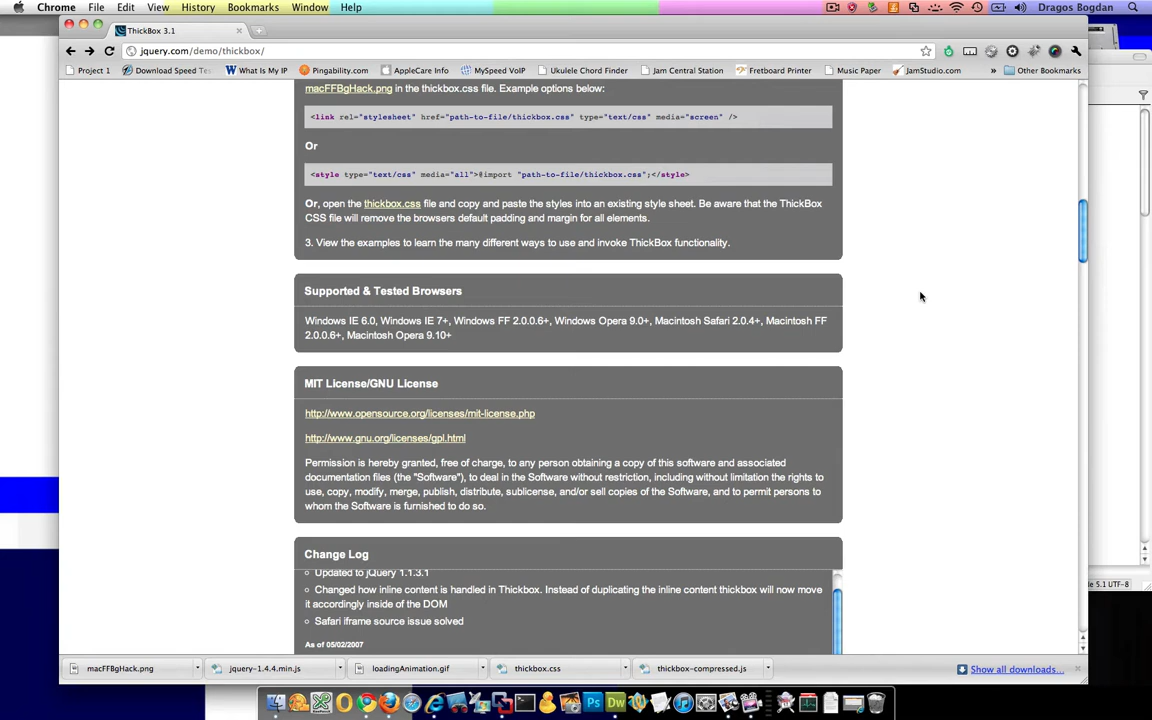 Chrome File Edit View History Bookmarks Window Help Dragos Bogdan
ThickBox 3.1
jquery.com/demo/thickbox/
Project 1 Download Speed Te What Is My IP Pingability.com AppleCare Info MySpeed VoIP Ukulele Chord Finder Jam Central Station Fretboard Printer Music Paper JamStudio.com » Other Bookmarks
macFFBgHack.png in the thickbox.css file. Example options below:
<link rel="stylesheet" href="path-to-file/thickbox.css" type="text/css" media="screen" />
Or
<style type="text/css" media="all">@import "path-to-file/thickbox.css";</style>
Or, open the thickbox.css file and copy and paste the styles into an existing style sheet. Be aware that the ThickBox
CSS file will remove the browsers default padding and margin for all elements.
3. View the examples to learn the many different ways to use and invoke ThickBox functionality.
Supported & Tested Browsers
Windows IE 6.0, Windows IE 7+, Windows FF 2.0.0.6+, Windows Opera 9.0+, Macintosh Safari 2.0.4+, Macintosh FF
2.0.0.6+, Macintosh Opera 9.10+
MIT License/GNU License
http://www.opensource.org/licenses/mit-license.php
http://www.gnu.org/licenses/gpl.html
Permission is hereby granted, free of charge, to any person obtaining a copy of this software and associated
documentation files (the "Software"), to deal in the Software without restriction, including without limitation the rights to
use, copy, modify, merge, publish, distribute, sublicense, and/or sell copies of the Software, and to permit persons to
whom the Software is furnished to do so.
Change Log
Updated to jQuery 1.1.3.1
Changed how inline content is handled in Thickbox. Instead of duplicating the inline content thickbox will now move
it accordingly inside of the DOM
Safari iframe source issue solved
As of 05/02/2007
e 5.1 UTF-8
macFFBgHack.png jquery-1.4.4.min.js loadingAnimation.gif thickbox.css thickbox-compressed.js Show all downloads...
Ps Dw